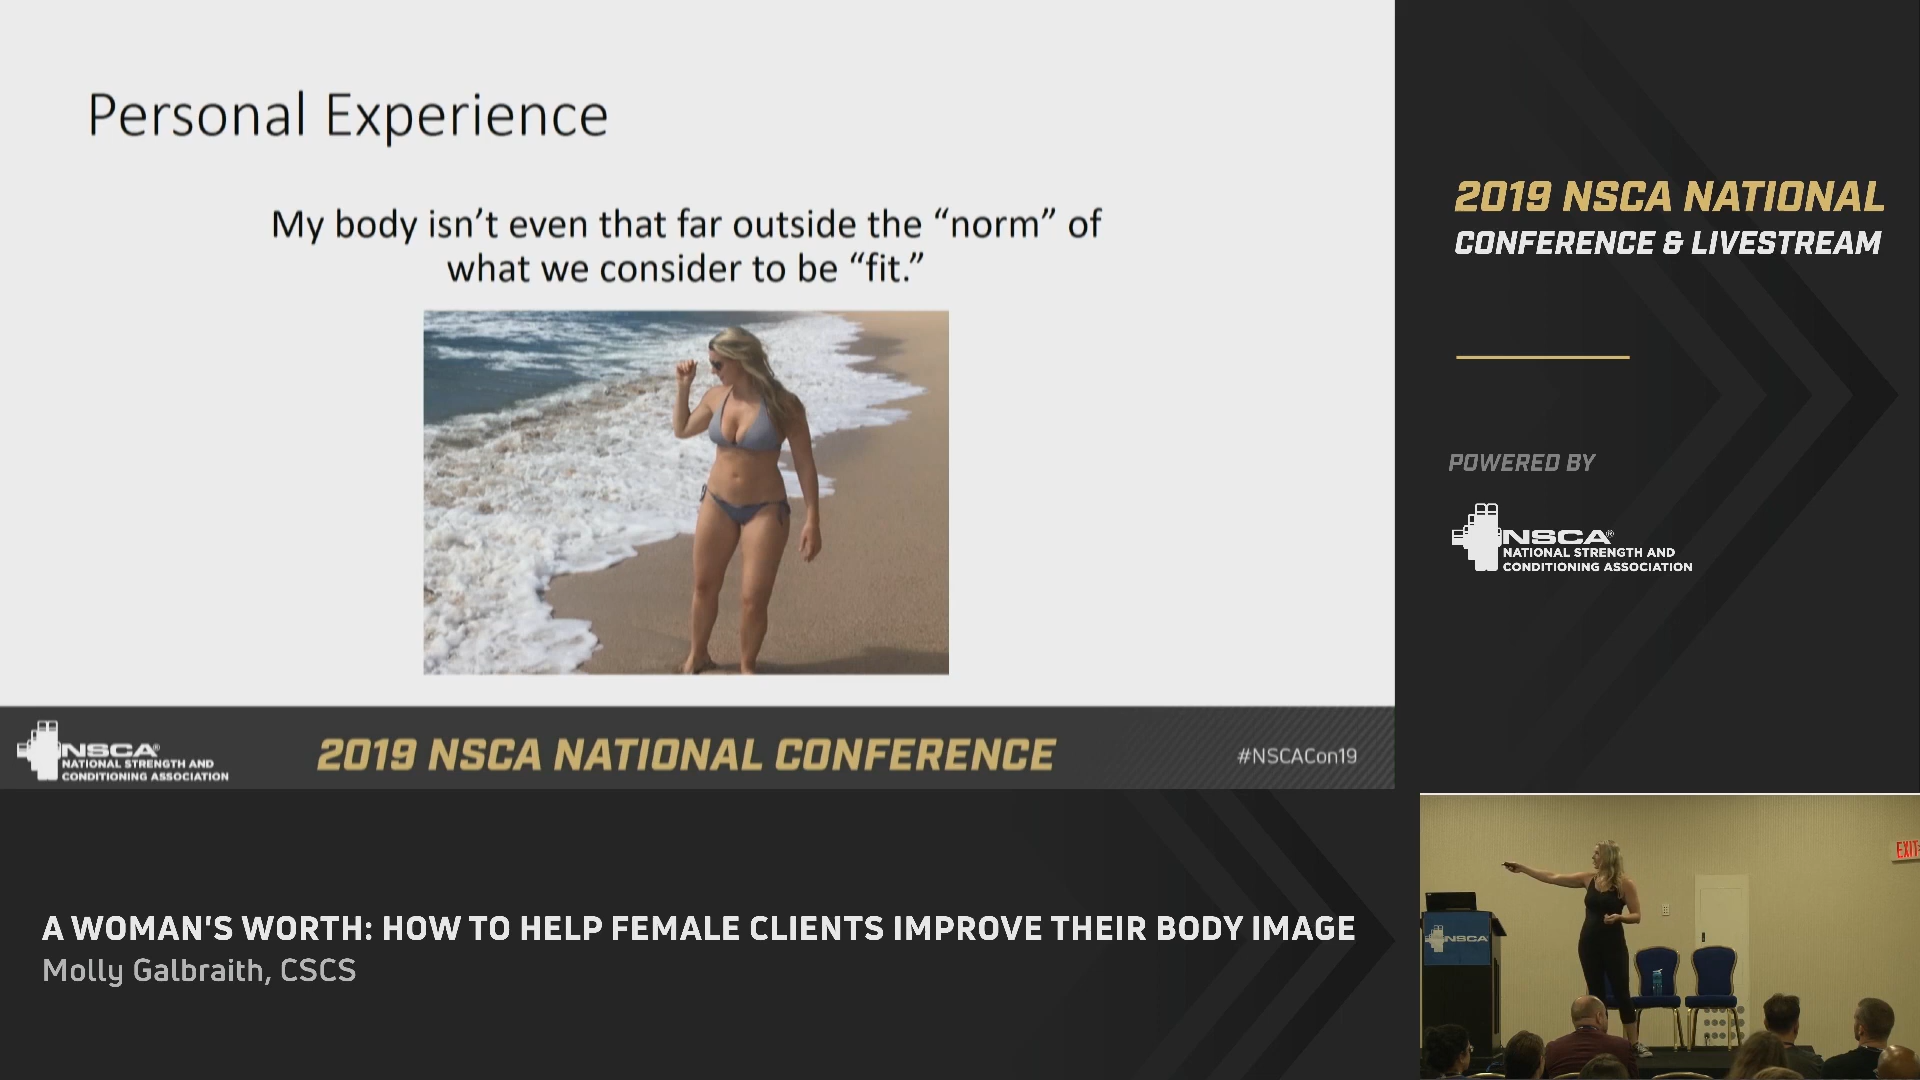 Personal Experience
My body isn’t even that far outside the “norm” of
what we consider to be “fit.”
NSCA®
NATIONAL STRENGTH AND
CONDITIONING ASSOCIATION
2019 NSCA NATIONAL CONFERENCE
#NSCACon19
2019 NSCA NATIONAL
CONFERENCE & LIVESTREAM
POWERED BY
NSCA®
NATIONAL STRENGTH AND
CONDITIONING ASSOCIATION
A WOMAN'S WORTH: HOW TO HELP FEMALE CLIENTS IMPROVE THEIR BODY IMAGE
Molly Galbraith, CSCS
NSCA
EXIT